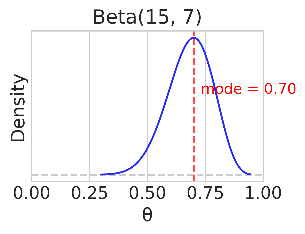 Beta(15, 7)
Density
mode = 0.70
0.00 0.25 0.50 0.75 1.00
θ